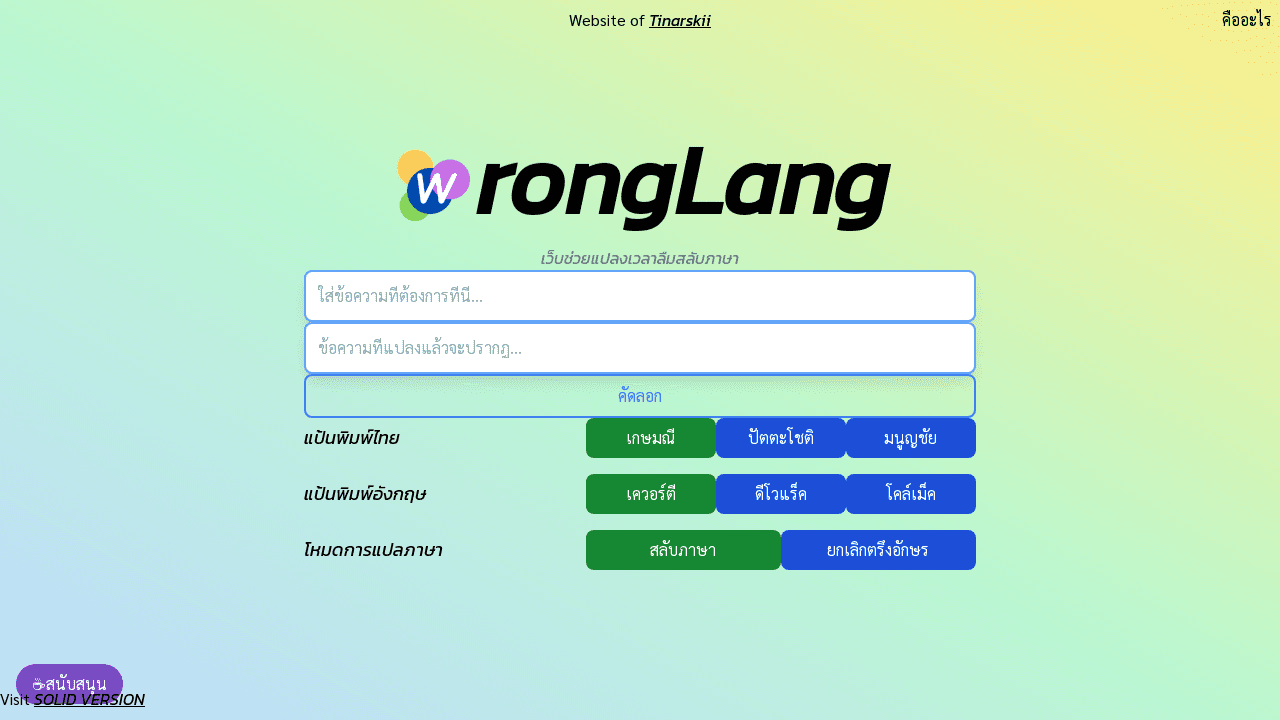 Website of Tinarskii
คืออะไร
WrongLang
เว็บช่วยแปลงเวลาลืมสลับภาษา
ใส่ข้อความที่ต้องการที่นี่...
ข้อความที่แปลงแล้วจะปรากฏ...
คัดลอก
แป้นพิมพ์ไทย เกษมณี ปัตตะโชติ มนูญชัย
แป้นพิมพ์อังกฤษ เควอร์ตี ดีโวแร็ค โคล์เม็ค
โหมดการแปลภาษา สลับภาษา ยกเลิกตรึงอักษร
☕สนับสนุน
Visit SOLID VERSION